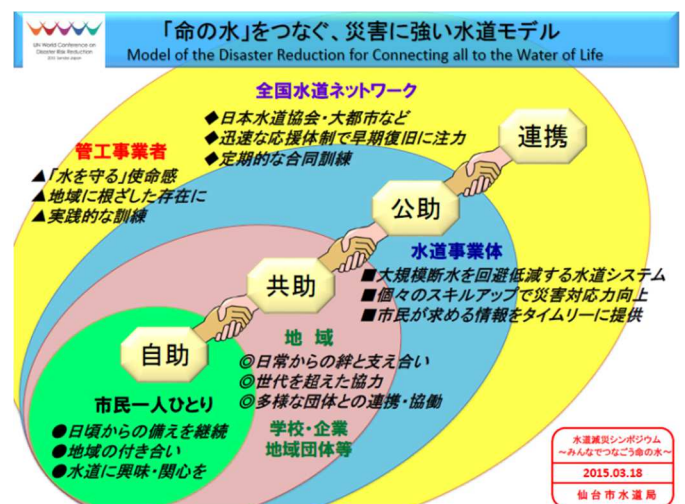 UN World Conference on
Disaster Risk Reduction
2015 Sendai Japan
「命の水」をつなぐ、災害に強い水道モデル
Model of the Disaster Reduction for Connecting all to the Water of Life
全国水道ネットワーク
◆日本水道協会・大都市など
◆迅速な応援体制で早期復旧に注力
◆定期的な合同訓練
連携
管工事業者
▲「水を守る」使命感
▲地域に根ざした存在に
▲実践的な訓練
公助
水道事業体
■大規模断水を回避低減する水道システム
■個々のスキルアップで災害対応力向上
■市民が求める情報をタイムリーに提供
共助
地域
◎日常からの絆と支え合い
◎世代を超えた協力
◎多様な団体との連携・協働
学校・企業
地域団体等
自助
市民一人ひとり
●日頃からの備えを継続
●地域の付き合い
●水道に興味・関心を
水道減災シンポジウム
～みんなでつなごう命の水～
2015.03.18
仙台市水道局